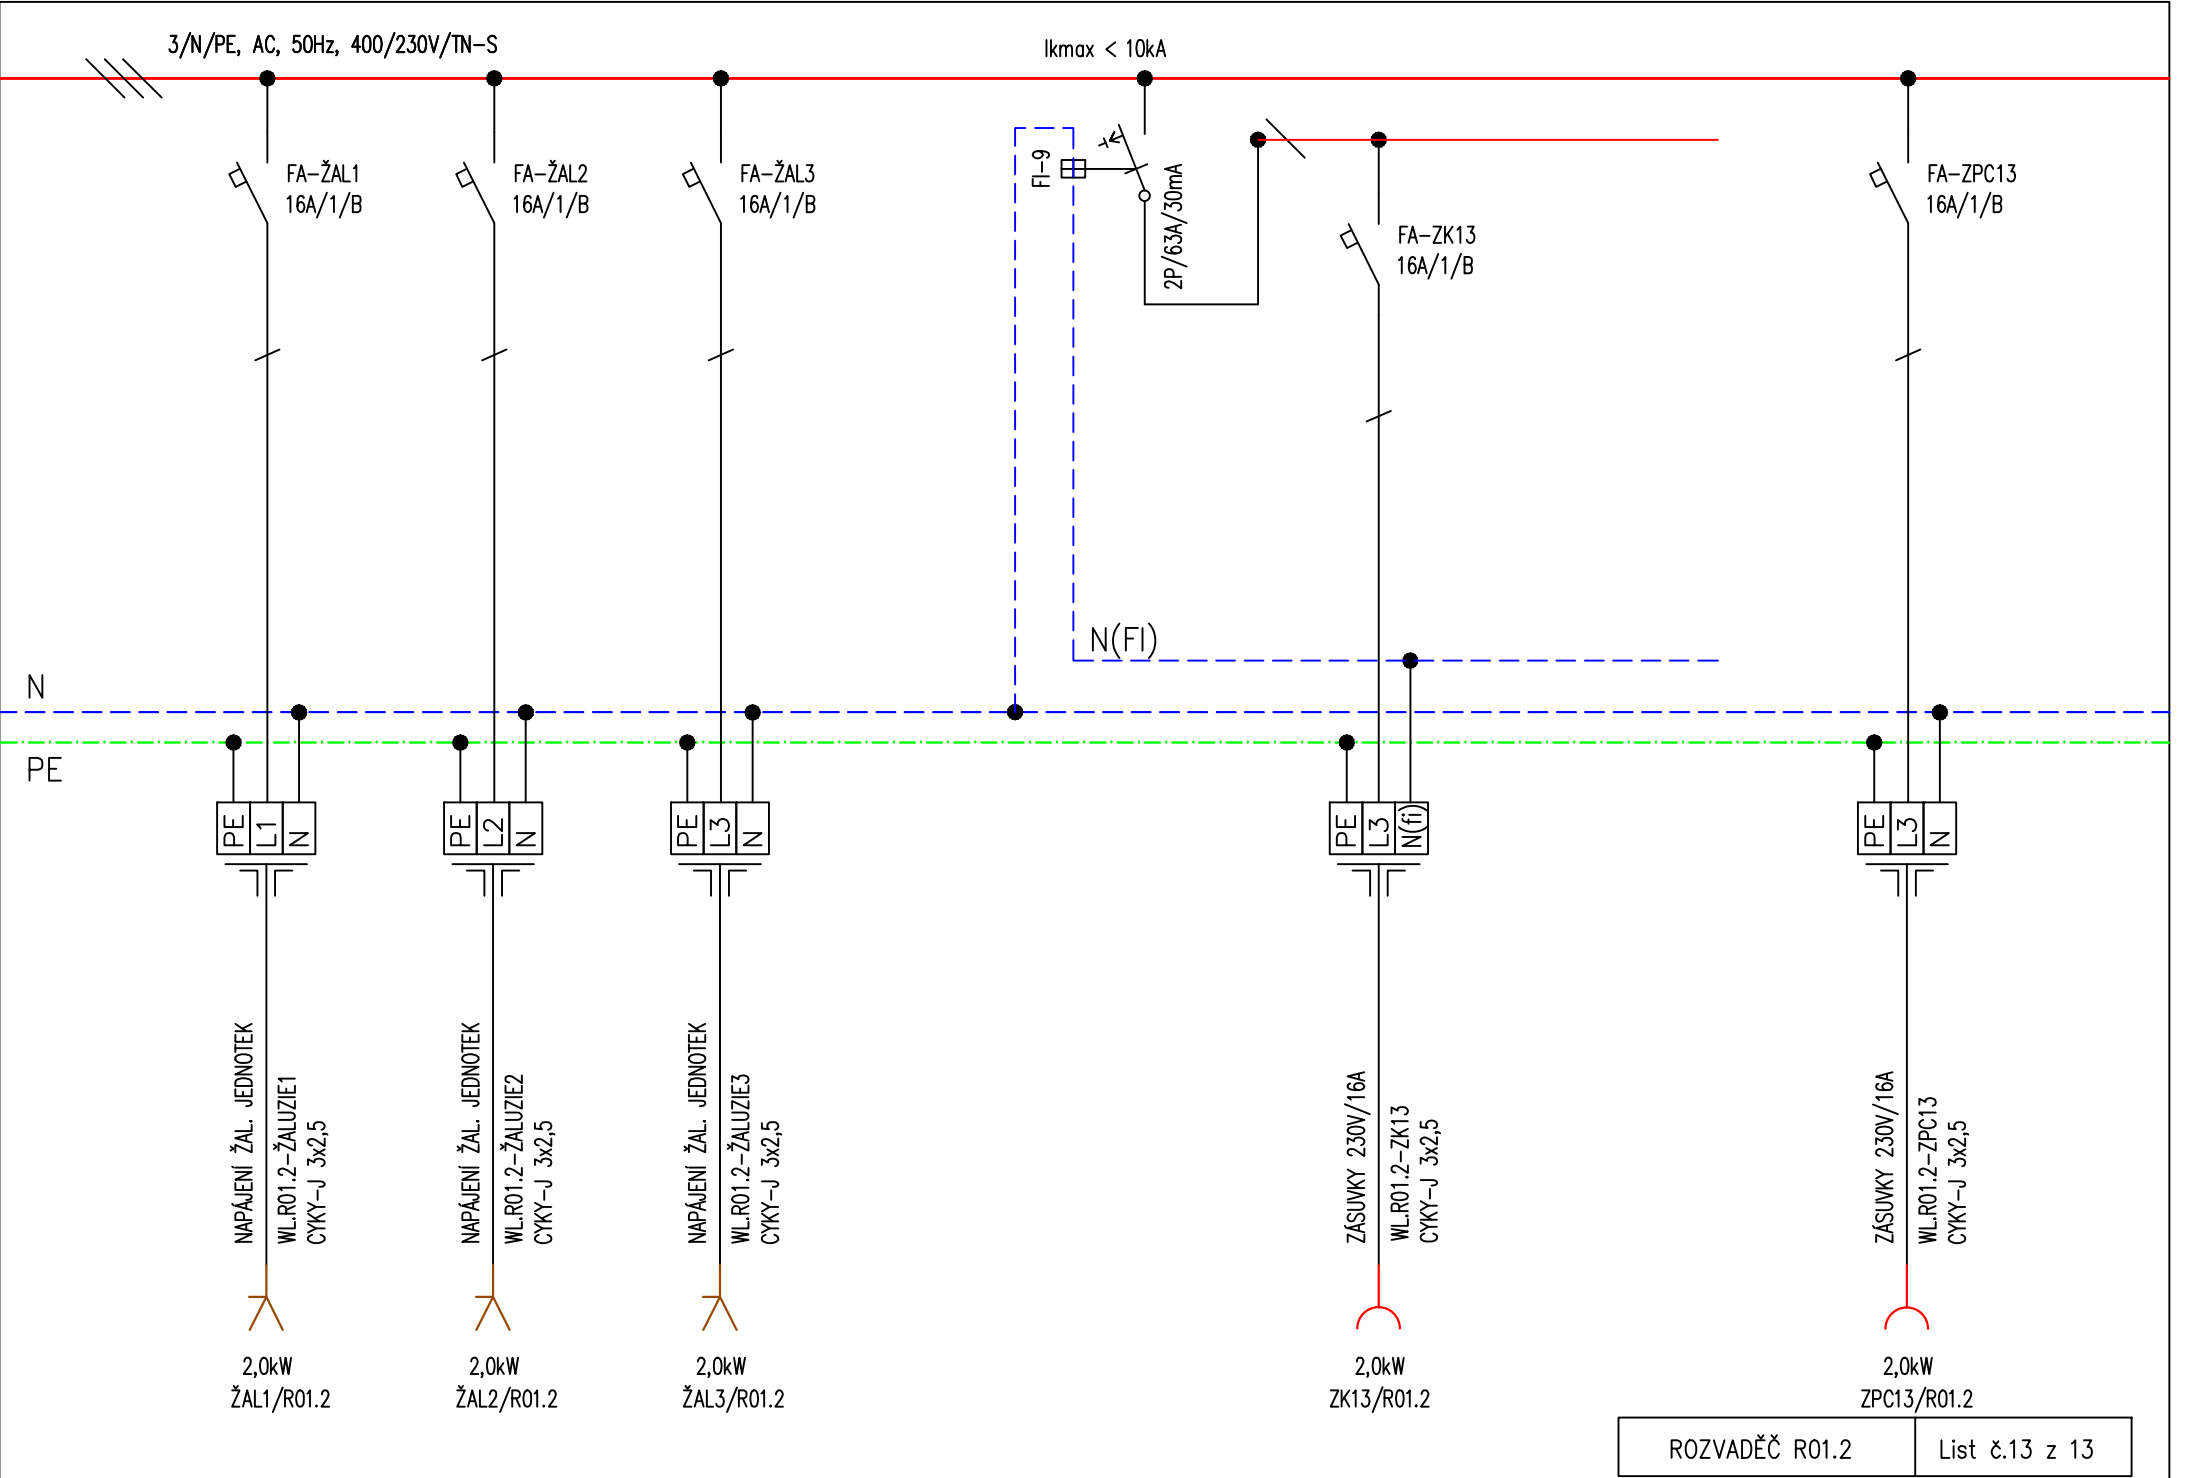 3/N/PE, AC, 50Hz, 400/230V/TN-S
Ikmax < 10kA
FA-ŽAL1
16A/1/B
FA-ŽAL2
16A/1/B
FA-ŽAL3
16A/1/B
FI-9
2P/63A/30mA
FA-ZK13
16A/1/B
FA-ZPC13
16A/1/B
N(FI)
N
PE
PE L1 N
PE L2 N
PE L3 N
PE L3 N(fi)
PE L3 N
NAPÁJENÍ ŽAL. JEDNOTEK
WL.R01.2-ŽALUZIE1
CYKY-J 3x2,5
NAPÁJENÍ ŽAL. JEDNOTEK
WL.R01.2-ŽALUZIE2
CYKY-J 3x2,5
NAPÁJENÍ ŽAL. JEDNOTEK
WL.R01.2-ŽALUZIE3
CYKY-J 3x2,5
ZÁSUVKY 230V/16A
WL.R01.2-ZK13
CYKY-J 3x2,5
ZÁSUVKY 230V/16A
WL.R01.2-ZPC13
CYKY-J 3x2,5
2,0kW
ŽAL1/R01.2
2,0kW
ŽAL2/R01.2
2,0kW
ŽAL3/R01.2
2,0kW
ZK13/R01.2
2,0kW
ZPC13/R01.2
ROZVADĚČ R01.2
List č.13 z 13